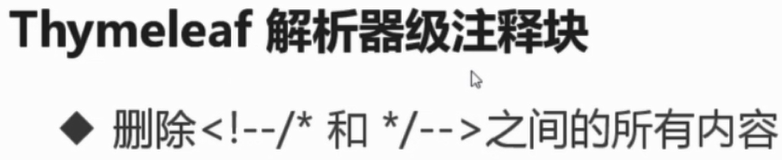 Thymeleaf 解析器级注释块
◆ 删除<!--/* 和 */-->之间的所有内容